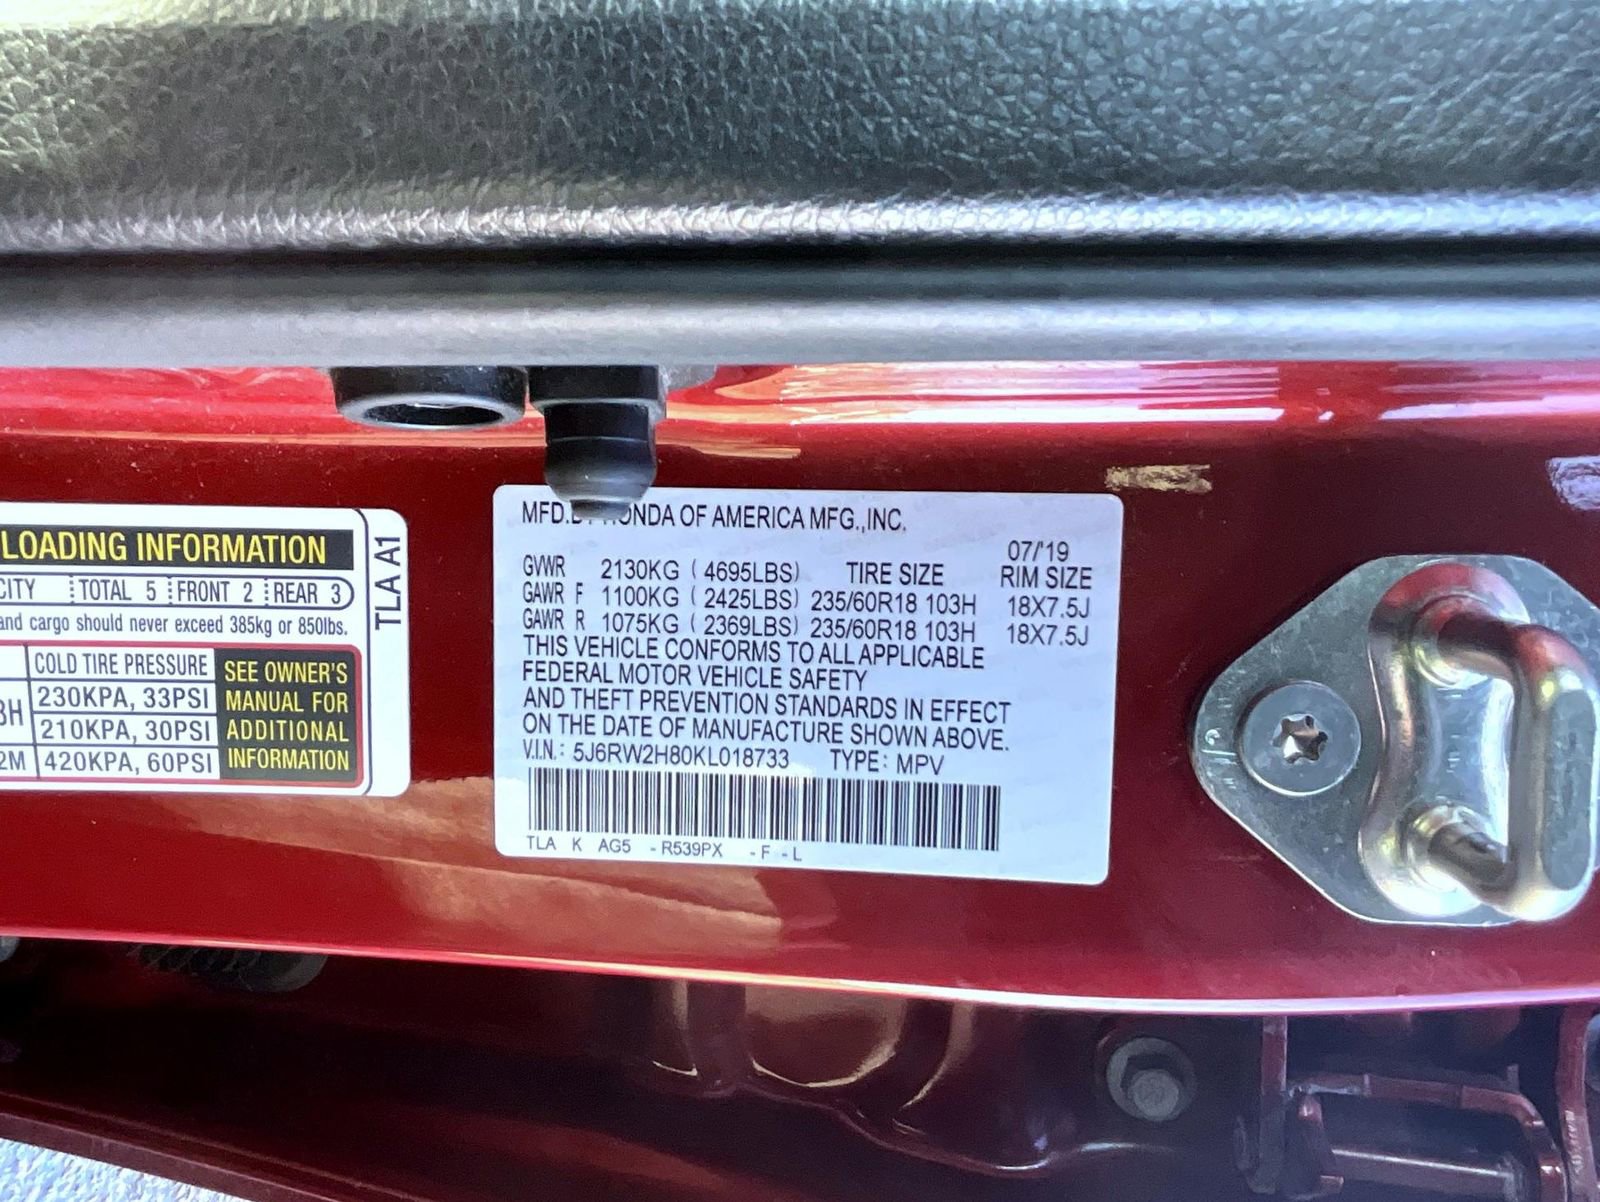 LOADING INFORMATION
CITY TOTAL 5 FRONT 2 REAR 3
and cargo should never exceed 385kg or 850lbs.
COLD TIRE PRESSURE
230KPA, 33PSI
210KPA, 30PSI
2M 420KPA, 60PSI
SEE OWNER'S
MANUAL FOR
ADDITIONAL
INFORMATION
TLA A1
MFD. HONDA OF AMERICA MFG.,INC.
07/'19
GVWR 2130KG ( 4695LBS) TIRE SIZE RIM SIZE
GAWR F 1100KG ( 2425LBS) 235/60R18 103H 18X7.5J
GAWR R 1075KG ( 2369LBS) 235/60R18 103H 18X7.5J
THIS VEHICLE CONFORMS TO ALL APPLICABLE
FEDERAL MOTOR VEHICLE SAFETY
AND THEFT PREVENTION STANDARDS IN EFFECT
ON THE DATE OF MANUFACTURE SHOWN ABOVE.
V.I.N.: 5J6RW2H80KL018733 TYPE: MPV
TLA K AG5 -R539PX -F -L